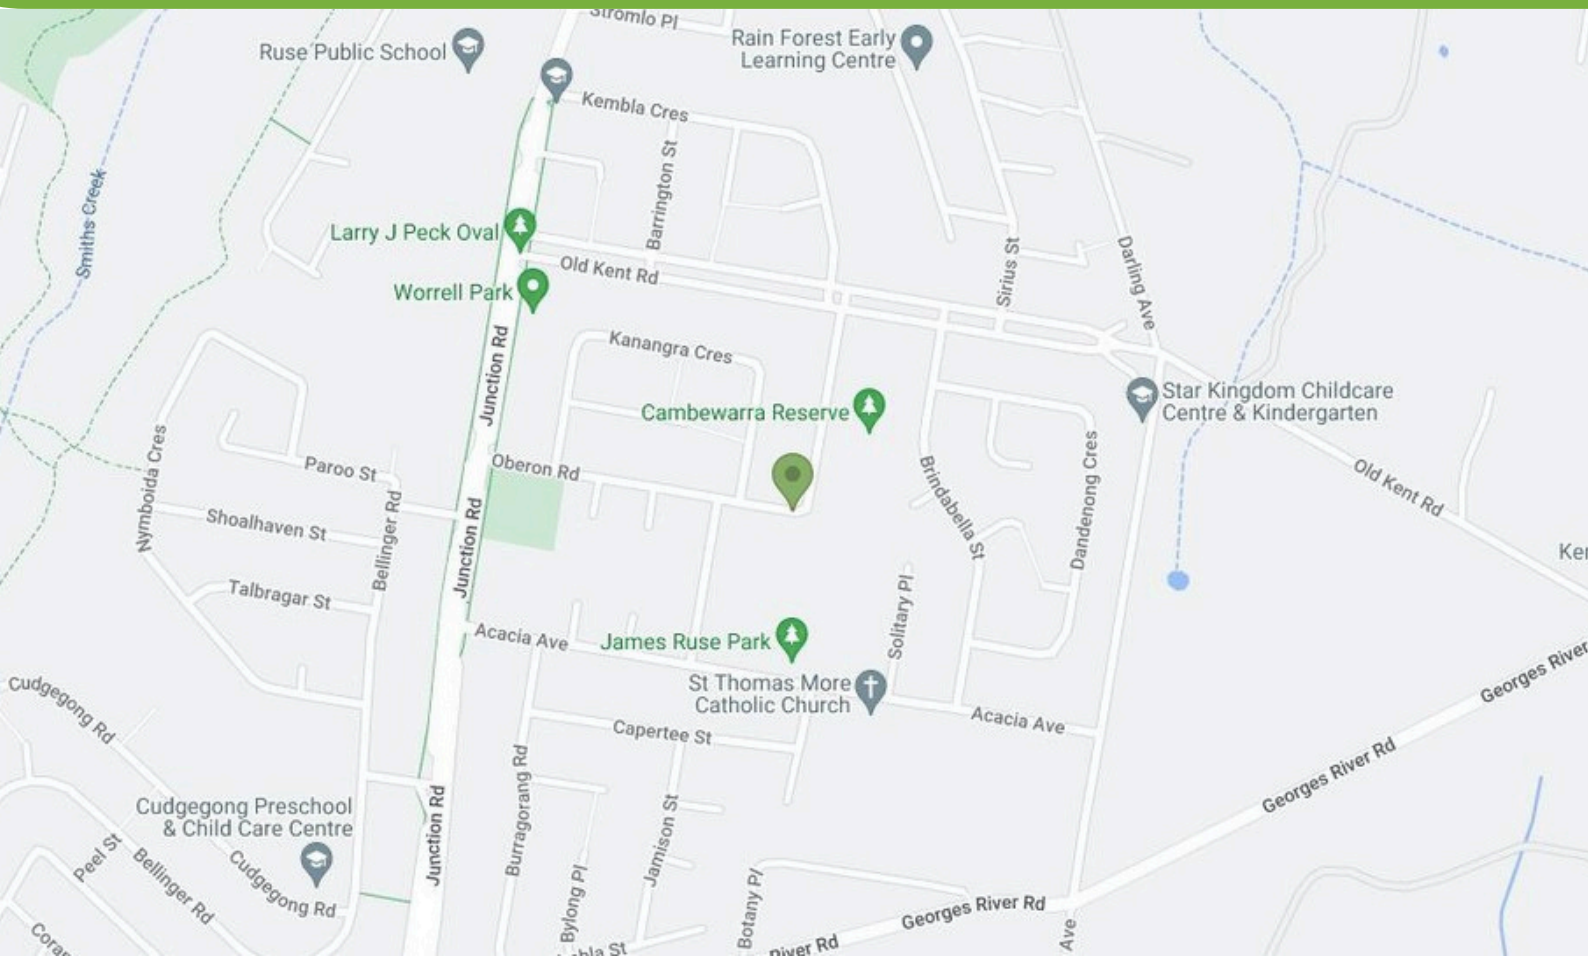 Stromlo Pl
Ruse Public School
Rain Forest Early
Learning Centre
Kembla Cres
Barrington St
Smiths Creek
Larry J Peck Oval
Old Kent Rd
Sirius St
Darling Ave
Worrell Park
Junction Rd
Kanangra Cres
Cambewarra Reserve
Star Kingdom Childcare
Centre & Kindergarten
Nymboida Cres
Paroo St
Oberon Rd
Brindabella St
Dandenong Cres
Old Kent Rd
Shoalhaven St
Bellinger Rd
Junction Rd
Talbragar St
Acacia Ave
James Ruse Park
Solitary Pl
St Thomas More
Catholic Church
Georges River
Cudgegong Rd
Capertee St
Acacia Ave
Georges River Rd
Cudgegong Preschool
& Child Care Centre
Junction Rd
Burragorang Rd
Jamison St
Peel St
Bellinger Rd
Cudgegong Rd
Bylong Pl
Botany Pl
Georges River Rd
River Rd
Ave